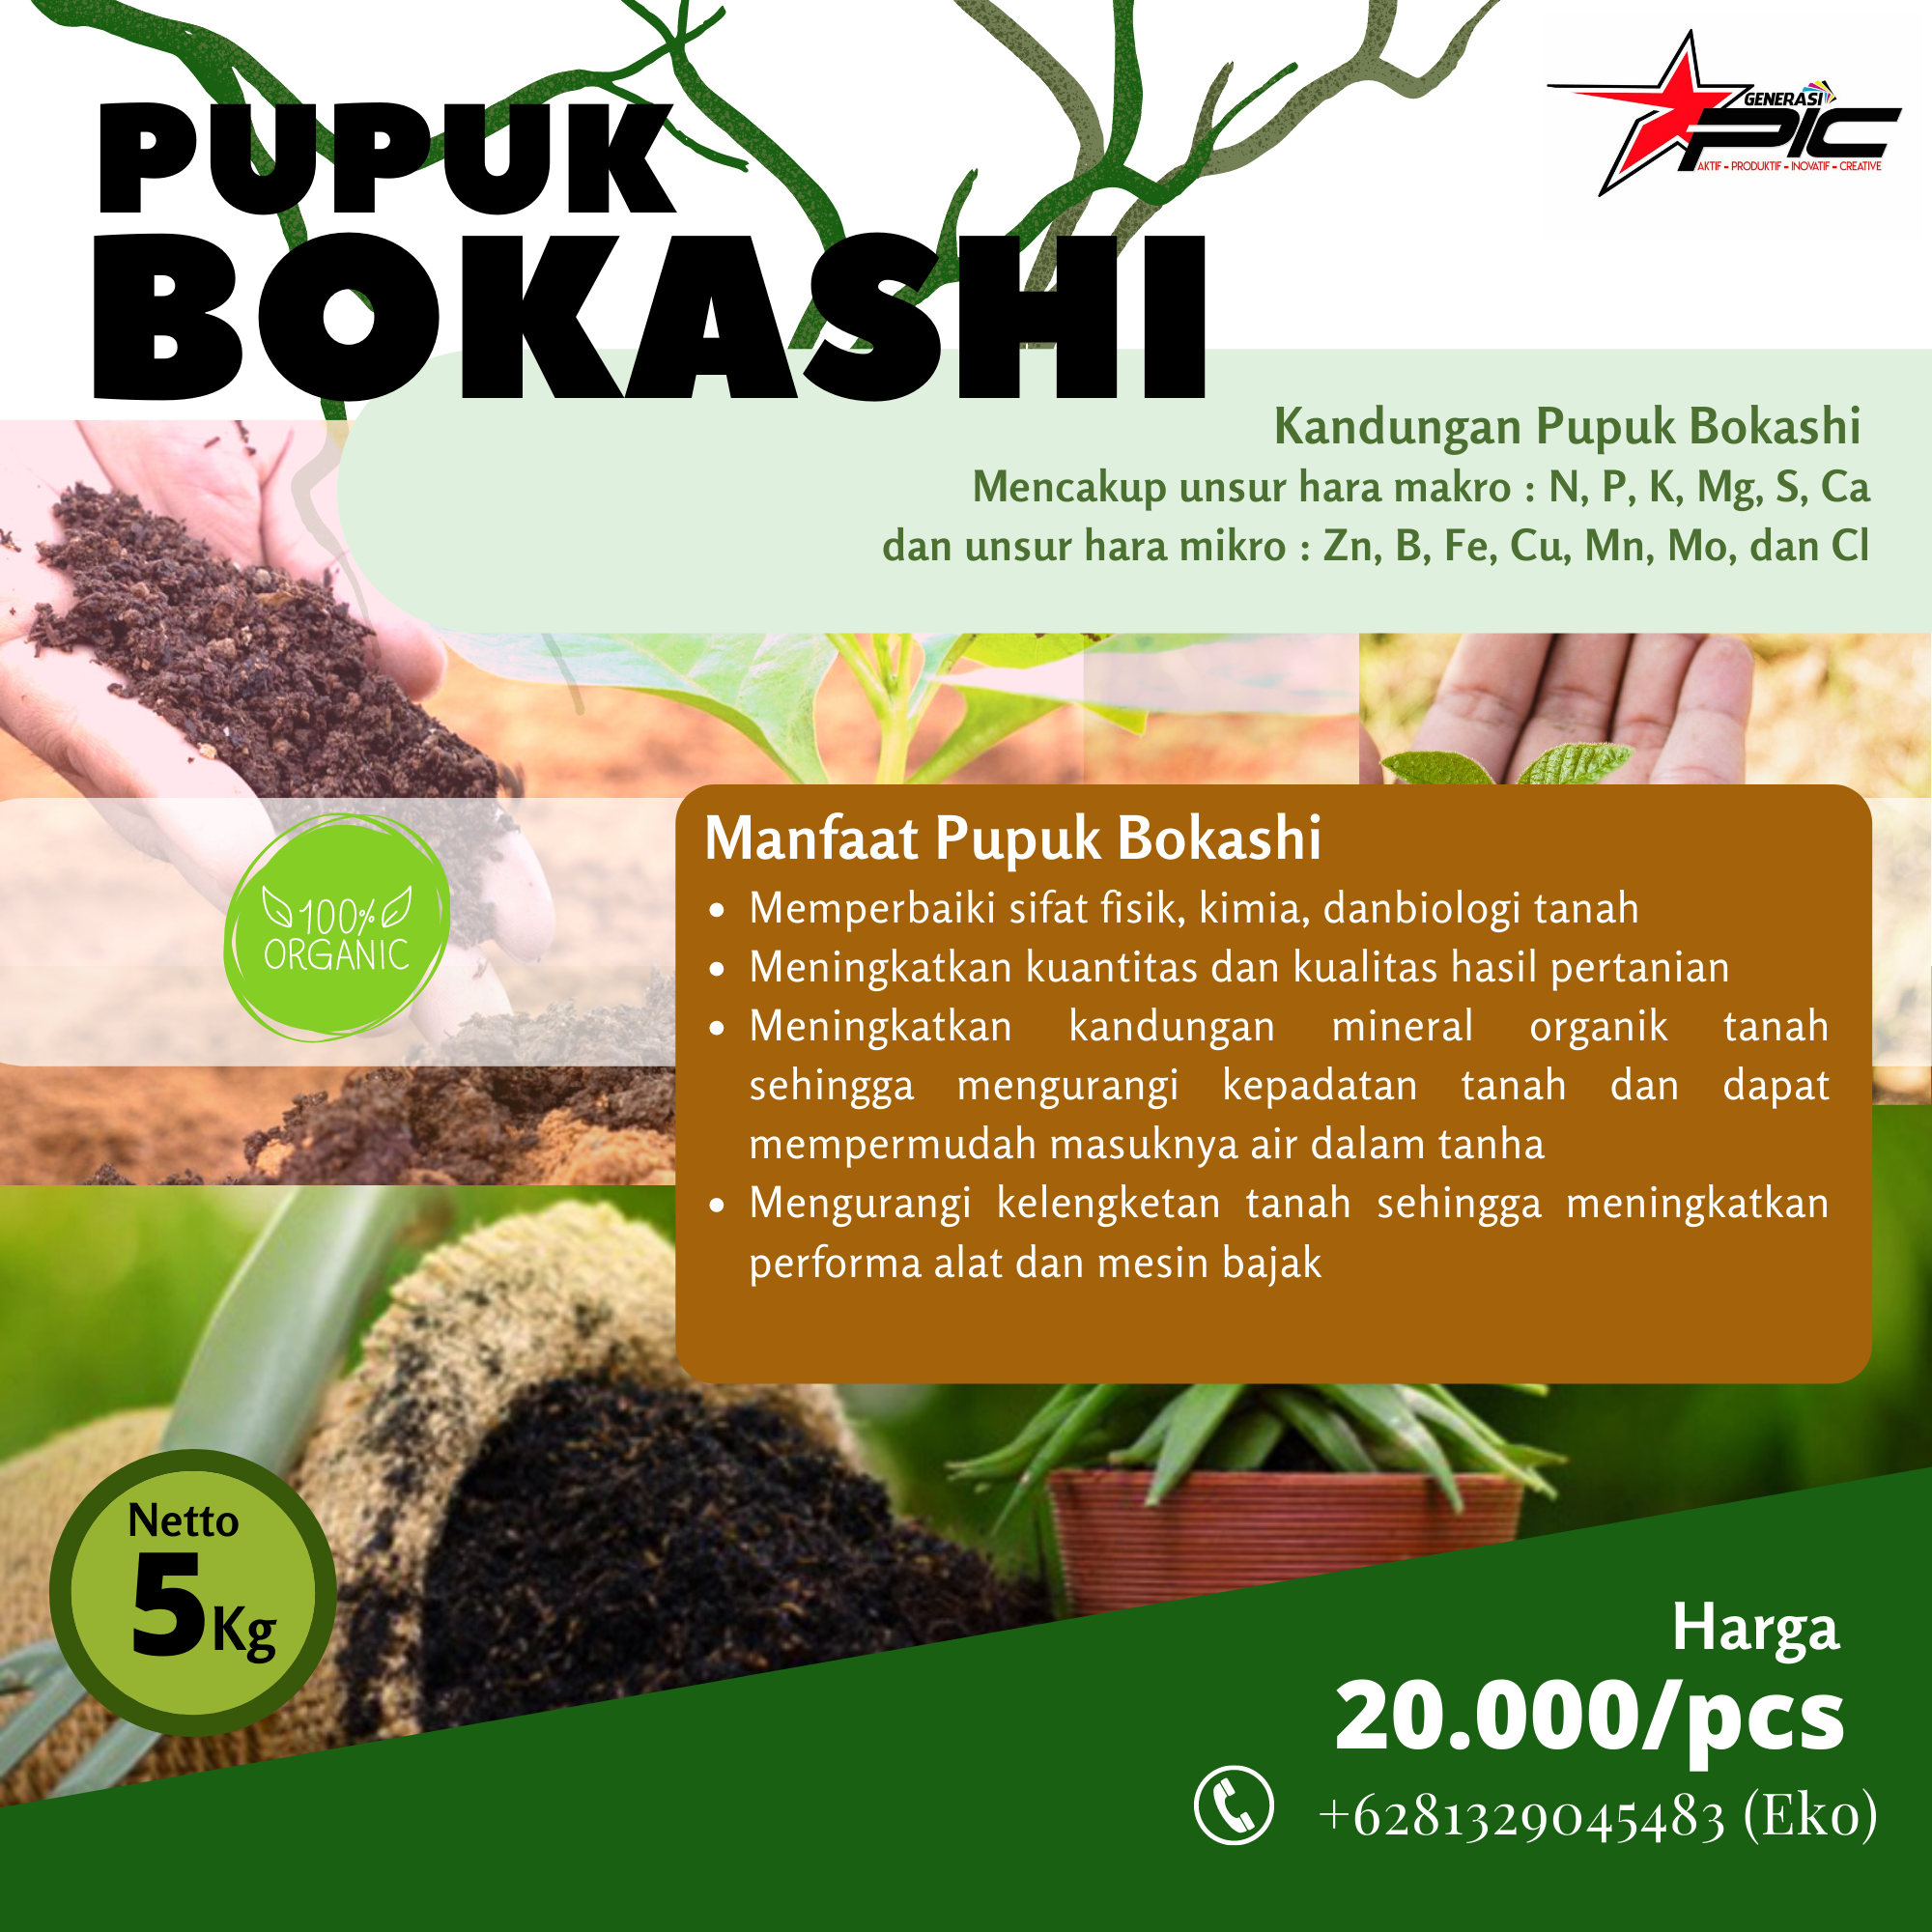 PUPUK
BOKASHI
GENERASI
PIC
AKTIF - PRODUKTIF - INOVATIF - CREATIVE
Kandungan Pupuk Bokashi
Mencakup unsur hara makro : N, P, K, Mg, S, Ca
dan unsur hara mikro : Zn, B, Fe, Cu, Mn, Mo, dan Cl
100%
ORGANIC
Manfaat Pupuk Bokashi
• Memperbaiki sifat fisik, kimia, danbiologi tanah
• Meningkatkan kuantitas dan kualitas hasil pertanian
• Meningkatkan kandungan mineral organik tanah
sehingga mengurangi kepadatan tanah dan dapat
mempermudah masuknya air dalam tanha
• Mengurangi kelengketan tanah sehingga meningkatkan
performa alat dan mesin bajak
Netto
5Kg
Harga
20.000/pcs
+6281329045483 (Eko)